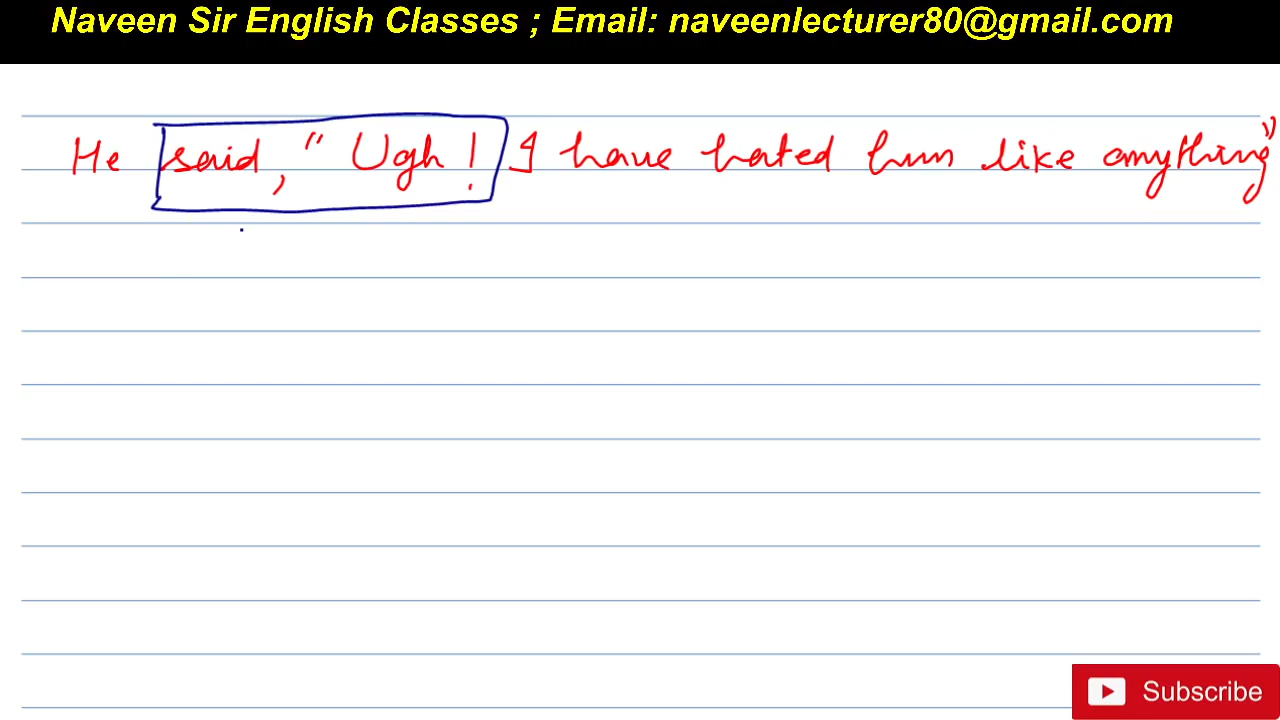 Naveen Sir English Classes ; Email: naveenlecturer80@gmail.com
He said, " Ugh ! I have hated him like anything"
Subscribe